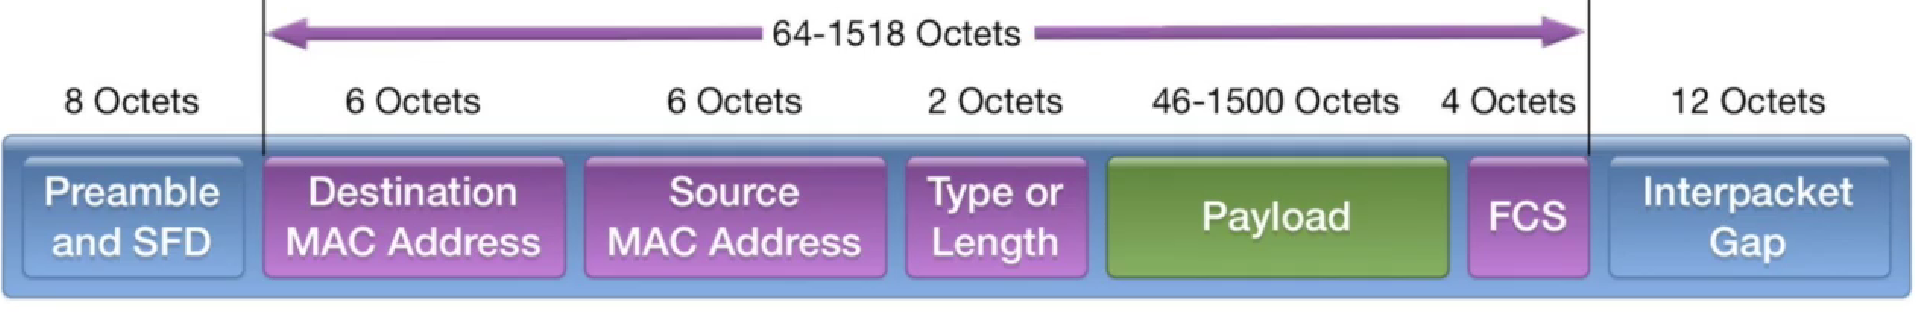 64-1518 Octets
8 Octets
6 Octets
6 Octets
2 Octets
46-1500 Octets
4 Octets
12 Octets
Preamble
and SFD
Destination
MAC Address
Source
MAC Address
Type or
Length
Payload
FCS
Interpacket
Gap